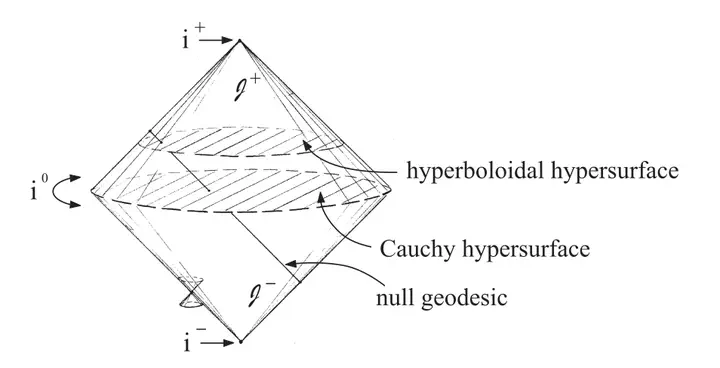 i⁺
𝒥⁺
hyperboloidal hypersurface
i⁰
Cauchy hypersurface
null geodesic
𝒥⁻
i⁻